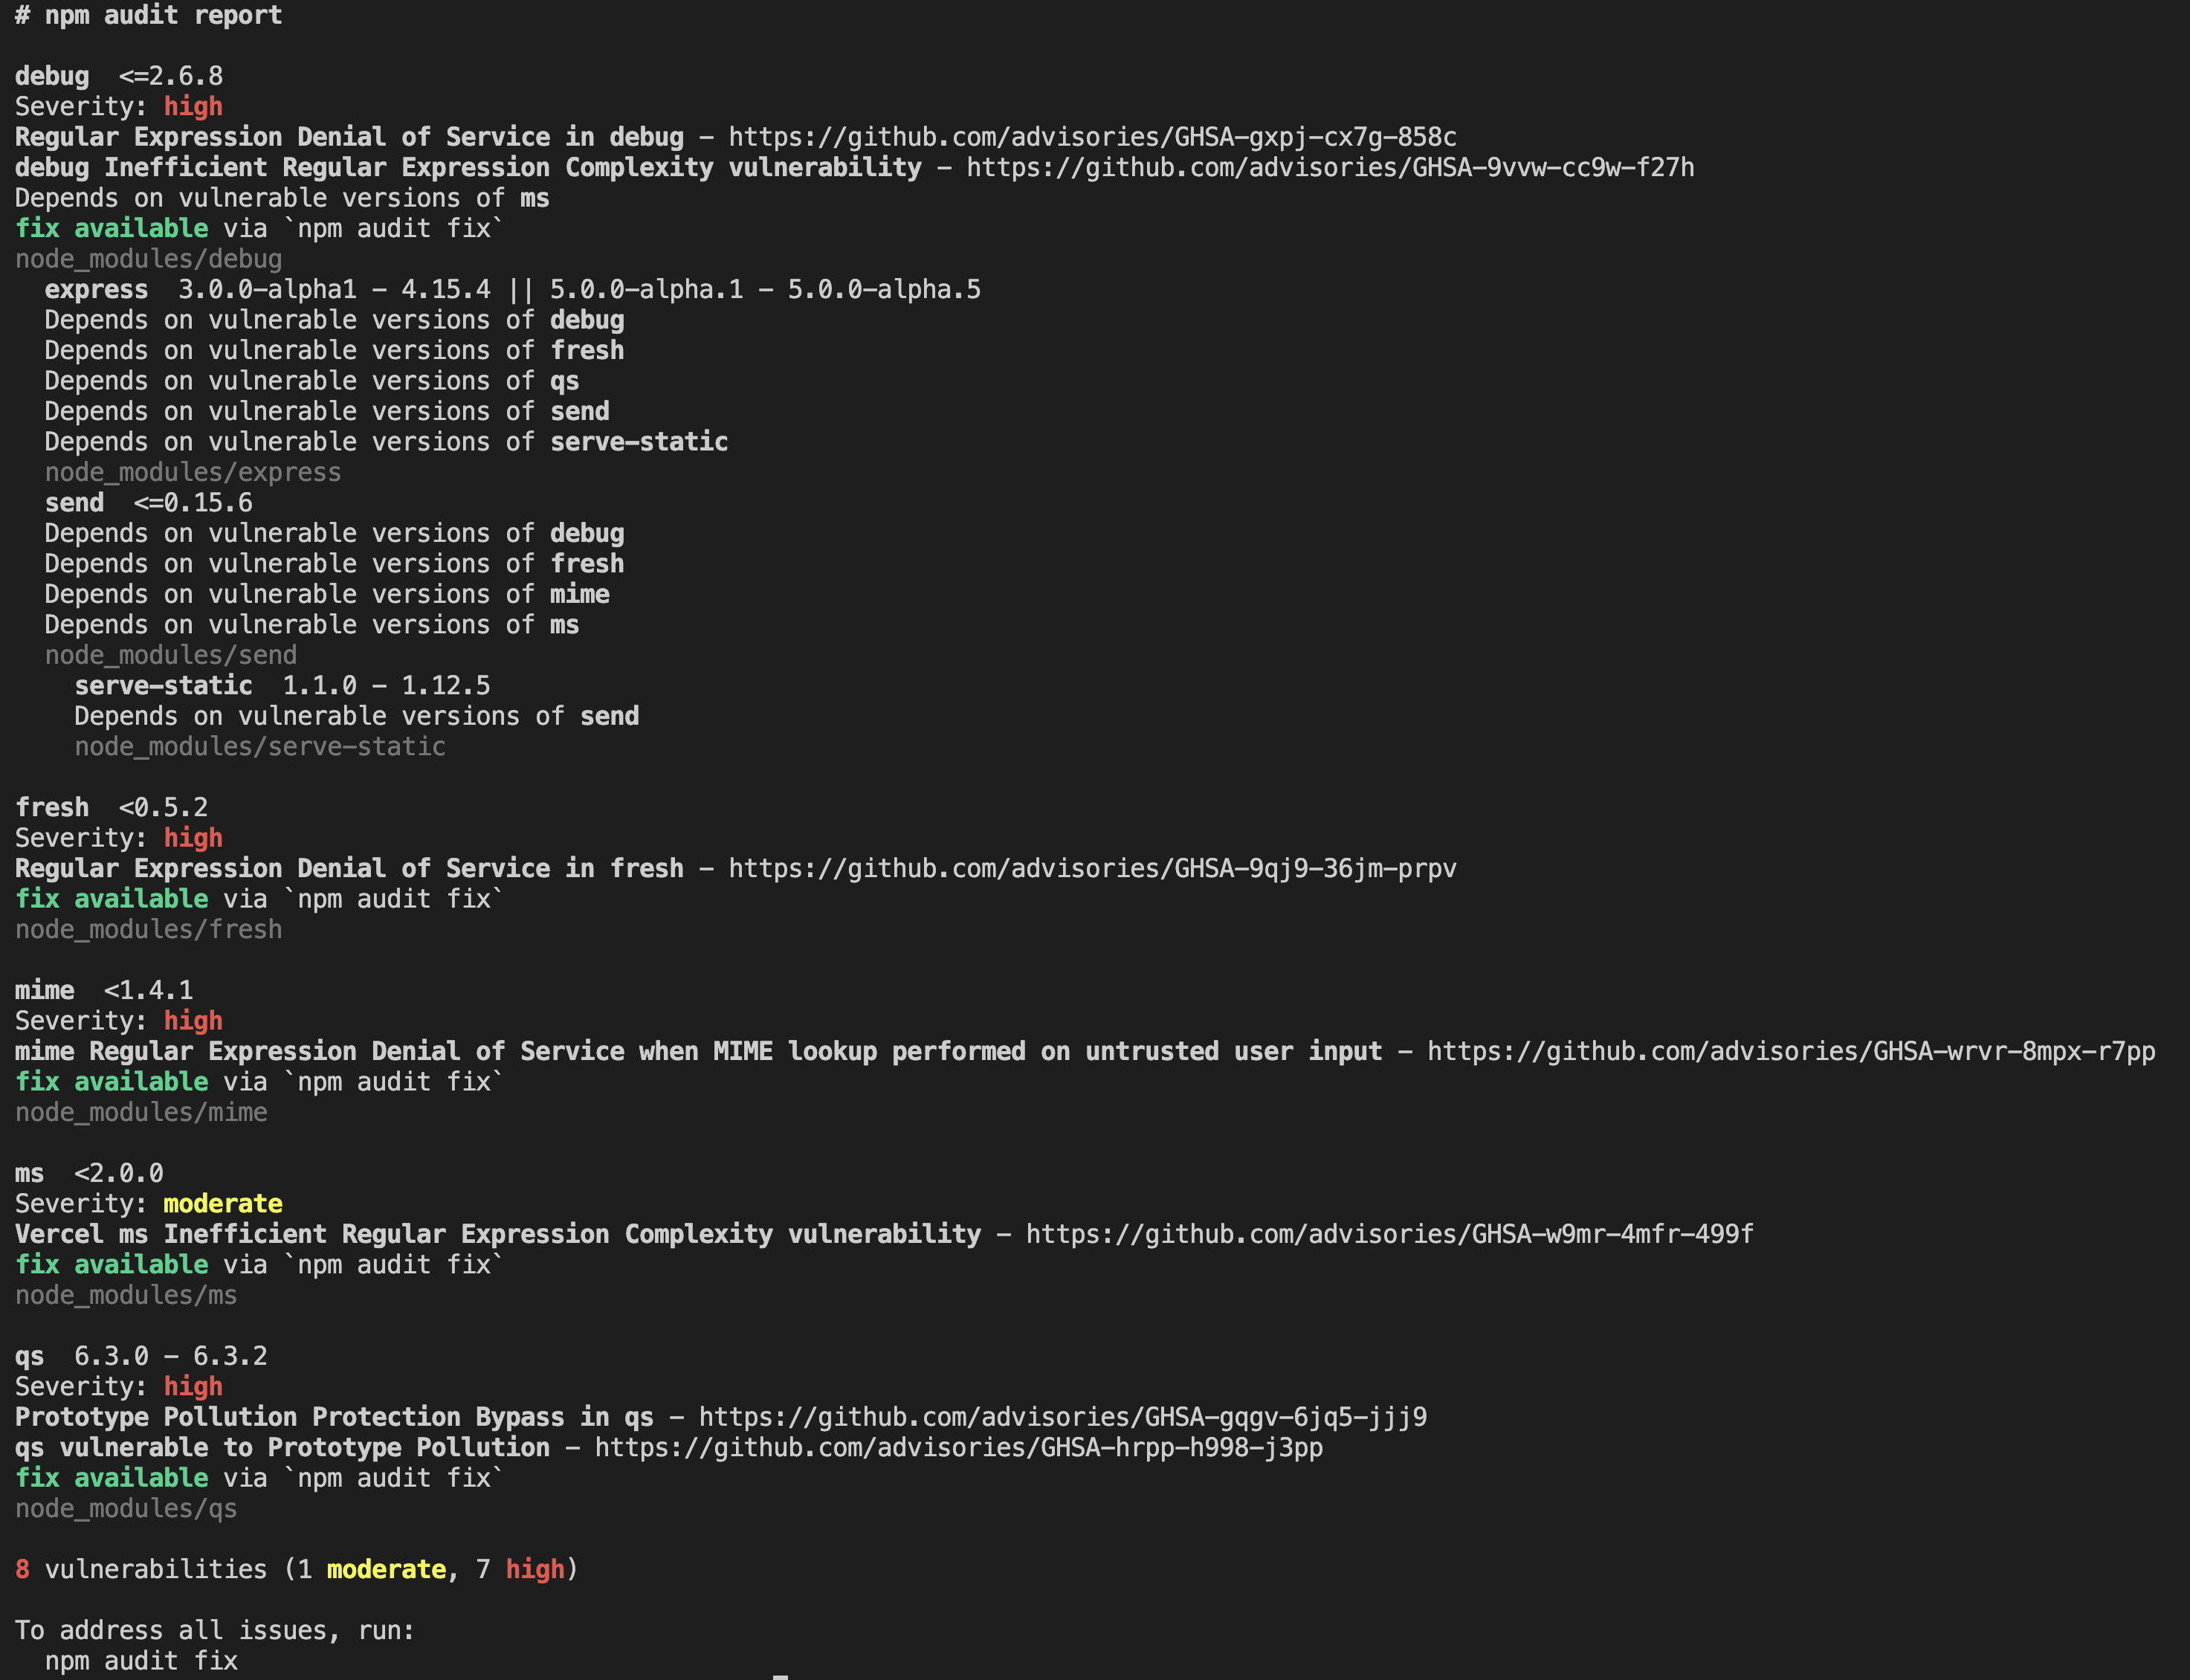 # npm audit report

debug  <=2.6.8
Severity: high
Regular Expression Denial of Service in debug - https://github.com/advisories/GHSA-gxpj-cx7g-858c
debug Inefficient Regular Expression Complexity vulnerability - https://github.com/advisories/GHSA-9vvw-cc9w-f27h
Depends on vulnerable versions of ms
fix available via `npm audit fix`
node_modules/debug
  express  3.0.0-alpha1 - 4.15.4 || 5.0.0-alpha.1 - 5.0.0-alpha.5
  Depends on vulnerable versions of debug
  Depends on vulnerable versions of fresh
  Depends on vulnerable versions of qs
  Depends on vulnerable versions of send
  Depends on vulnerable versions of serve-static
  node_modules/express
  send  <=0.15.6
  Depends on vulnerable versions of debug
  Depends on vulnerable versions of fresh
  Depends on vulnerable versions of mime
  Depends on vulnerable versions of ms
  node_modules/send
    serve-static  1.1.0 - 1.12.5
    Depends on vulnerable versions of send
    node_modules/serve-static

fresh  <0.5.2
Severity: high
Regular Expression Denial of Service in fresh - https://github.com/advisories/GHSA-9qj9-36jm-prpv
fix available via `npm audit fix`
node_modules/fresh

mime  <1.4.1
Severity: high
mime Regular Expression Denial of Service when MIME lookup performed on untrusted user input - https://github.com/advisories/GHSA-wrvr-8mpx-r7pp
fix available via `npm audit fix`
node_modules/mime

ms  <2.0.0
Severity: moderate
Vercel ms Inefficient Regular Expression Complexity vulnerability - https://github.com/advisories/GHSA-w9mr-4mfr-499f
fix available via `npm audit fix`
node_modules/ms

qs  6.3.0 - 6.3.2
Severity: high
Prototype Pollution Protection Bypass in qs - https://github.com/advisories/GHSA-gqgv-6jq5-jjj9
qs vulnerable to Prototype Pollution - https://github.com/advisories/GHSA-hrpp-h998-j3pp
fix available via `npm audit fix`
node_modules/qs

8 vulnerabilities (1 moderate, 7 high)

To address all issues, run:
  npm audit fix